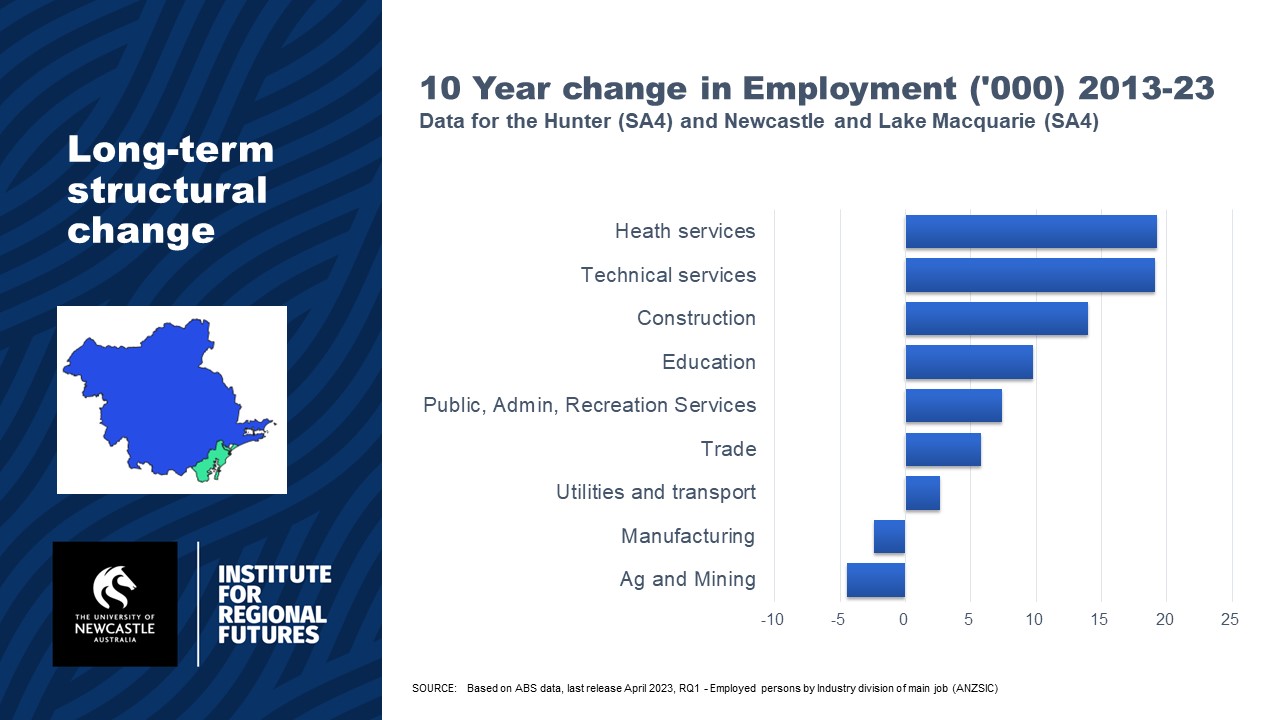 Long-term
structural
change
THE UNIVERSITY OF
NEWCASTLE
AUSTRALIA
INSTITUTE
FOR
REGIONAL
FUTURES
10 Year change in Employment ('000) 2013-23
Data for the Hunter (SA4) and Newcastle and Lake Macquarie (SA4)
Heath services
Technical services
Construction
Education
Public, Admin, Recreation Services
Trade
Utilities and transport
Manufacturing
Ag and Mining
-10 -5 0 5 10 15 20 25
SOURCE: Based on ABS data, last release April 2023, RQ1 - Employed persons by Industry division of main job (ANZSIC)